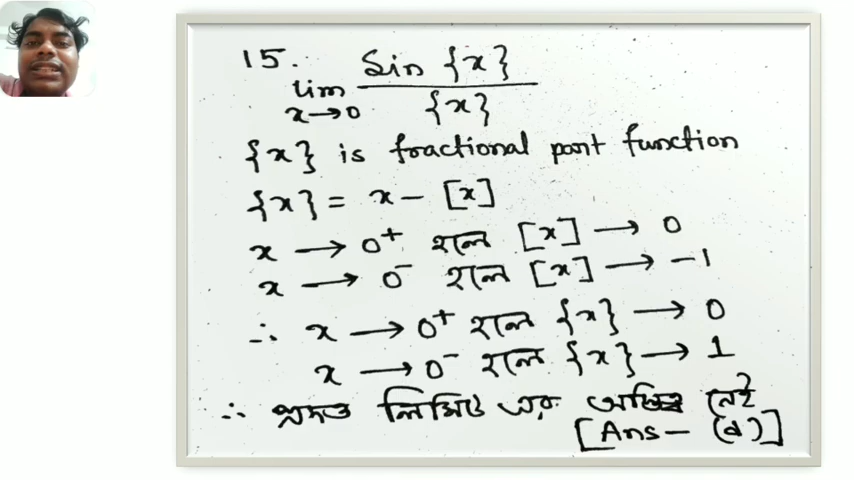 15. lim x→0 Sin {x} / {x}
{x} is fractional part function
{x} = x - [x]
x → 0⁺ হলে [x] → 0
x → 0⁻ হলে [x] → -1
∴ x → 0⁺ হলে {x} → 0
x → 0⁻ হলে {x} → 1
∴ প্রদত্ত লিমিট এর অস্তিত্ব নেই
[Ans - (d)]